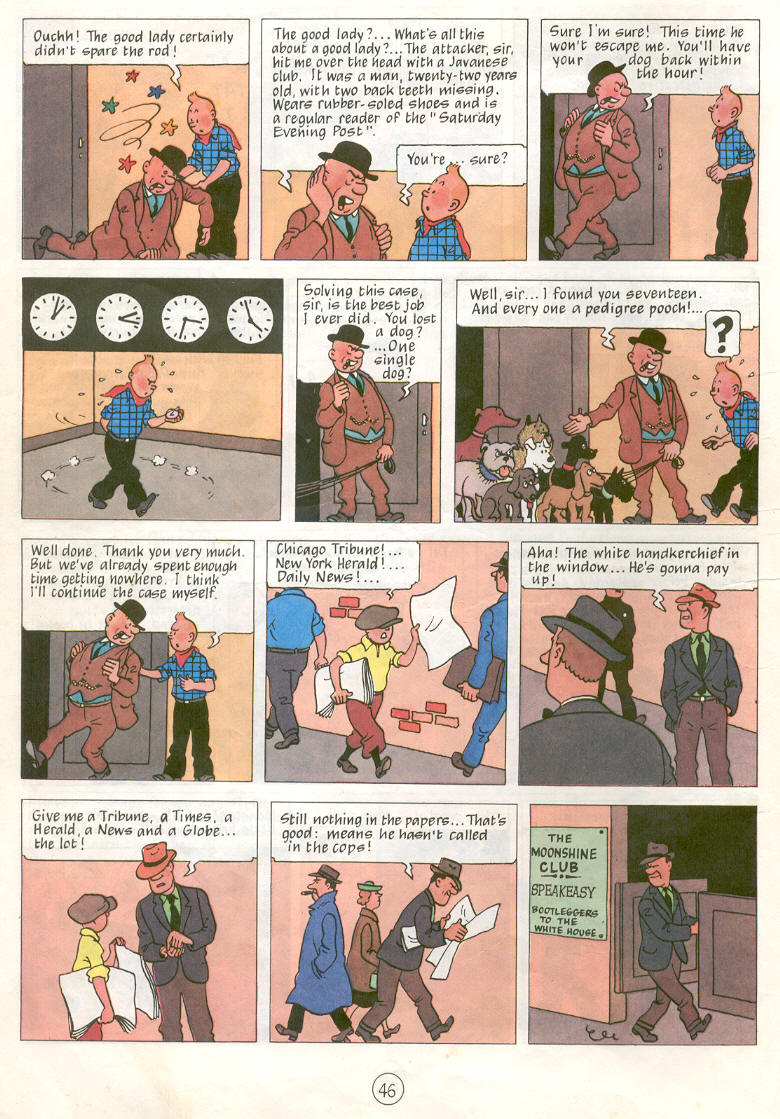 Ouchh! The good lady certainly
didn't spare the rod!
The good lady?... What's all this
about a good lady?... The attacker, sir,
hit me over the head with a Javanese
club. It was a man, twenty-two years
old, with two back teeth missing.
Wears rubber-soled shoes and is
a regular reader of the "Saturday
Evening Post".
You're... sure?
Sure I'm sure! This time he
won't escape me. You'll have
your dog back within
the hour!
Solving this case,
sir, is the best job
I ever did. You lost
a dog?
...One
single
dog?
Well, sir... I found you seventeen.
And every one a pedigree pooch!...
?
Well done. Thank you very much.
But we've already spent enough
time getting nowhere. I think
I'll continue the case myself.
Chicago Tribune!...
New York Herald!...
Daily News!...
Aha! The white handkerchief in
the window... He's gonna pay
up!
Give me a Tribune, a Times, a
Herald, a News and a Globe...
the lot!
Still nothing in the papers... That's
good: means he hasn't called
in the cops!
THE
MOONSHINE
CLUB
SPEAKEASY
BOOTLEGGERS
TO THE
WHITE HOUSE.
46